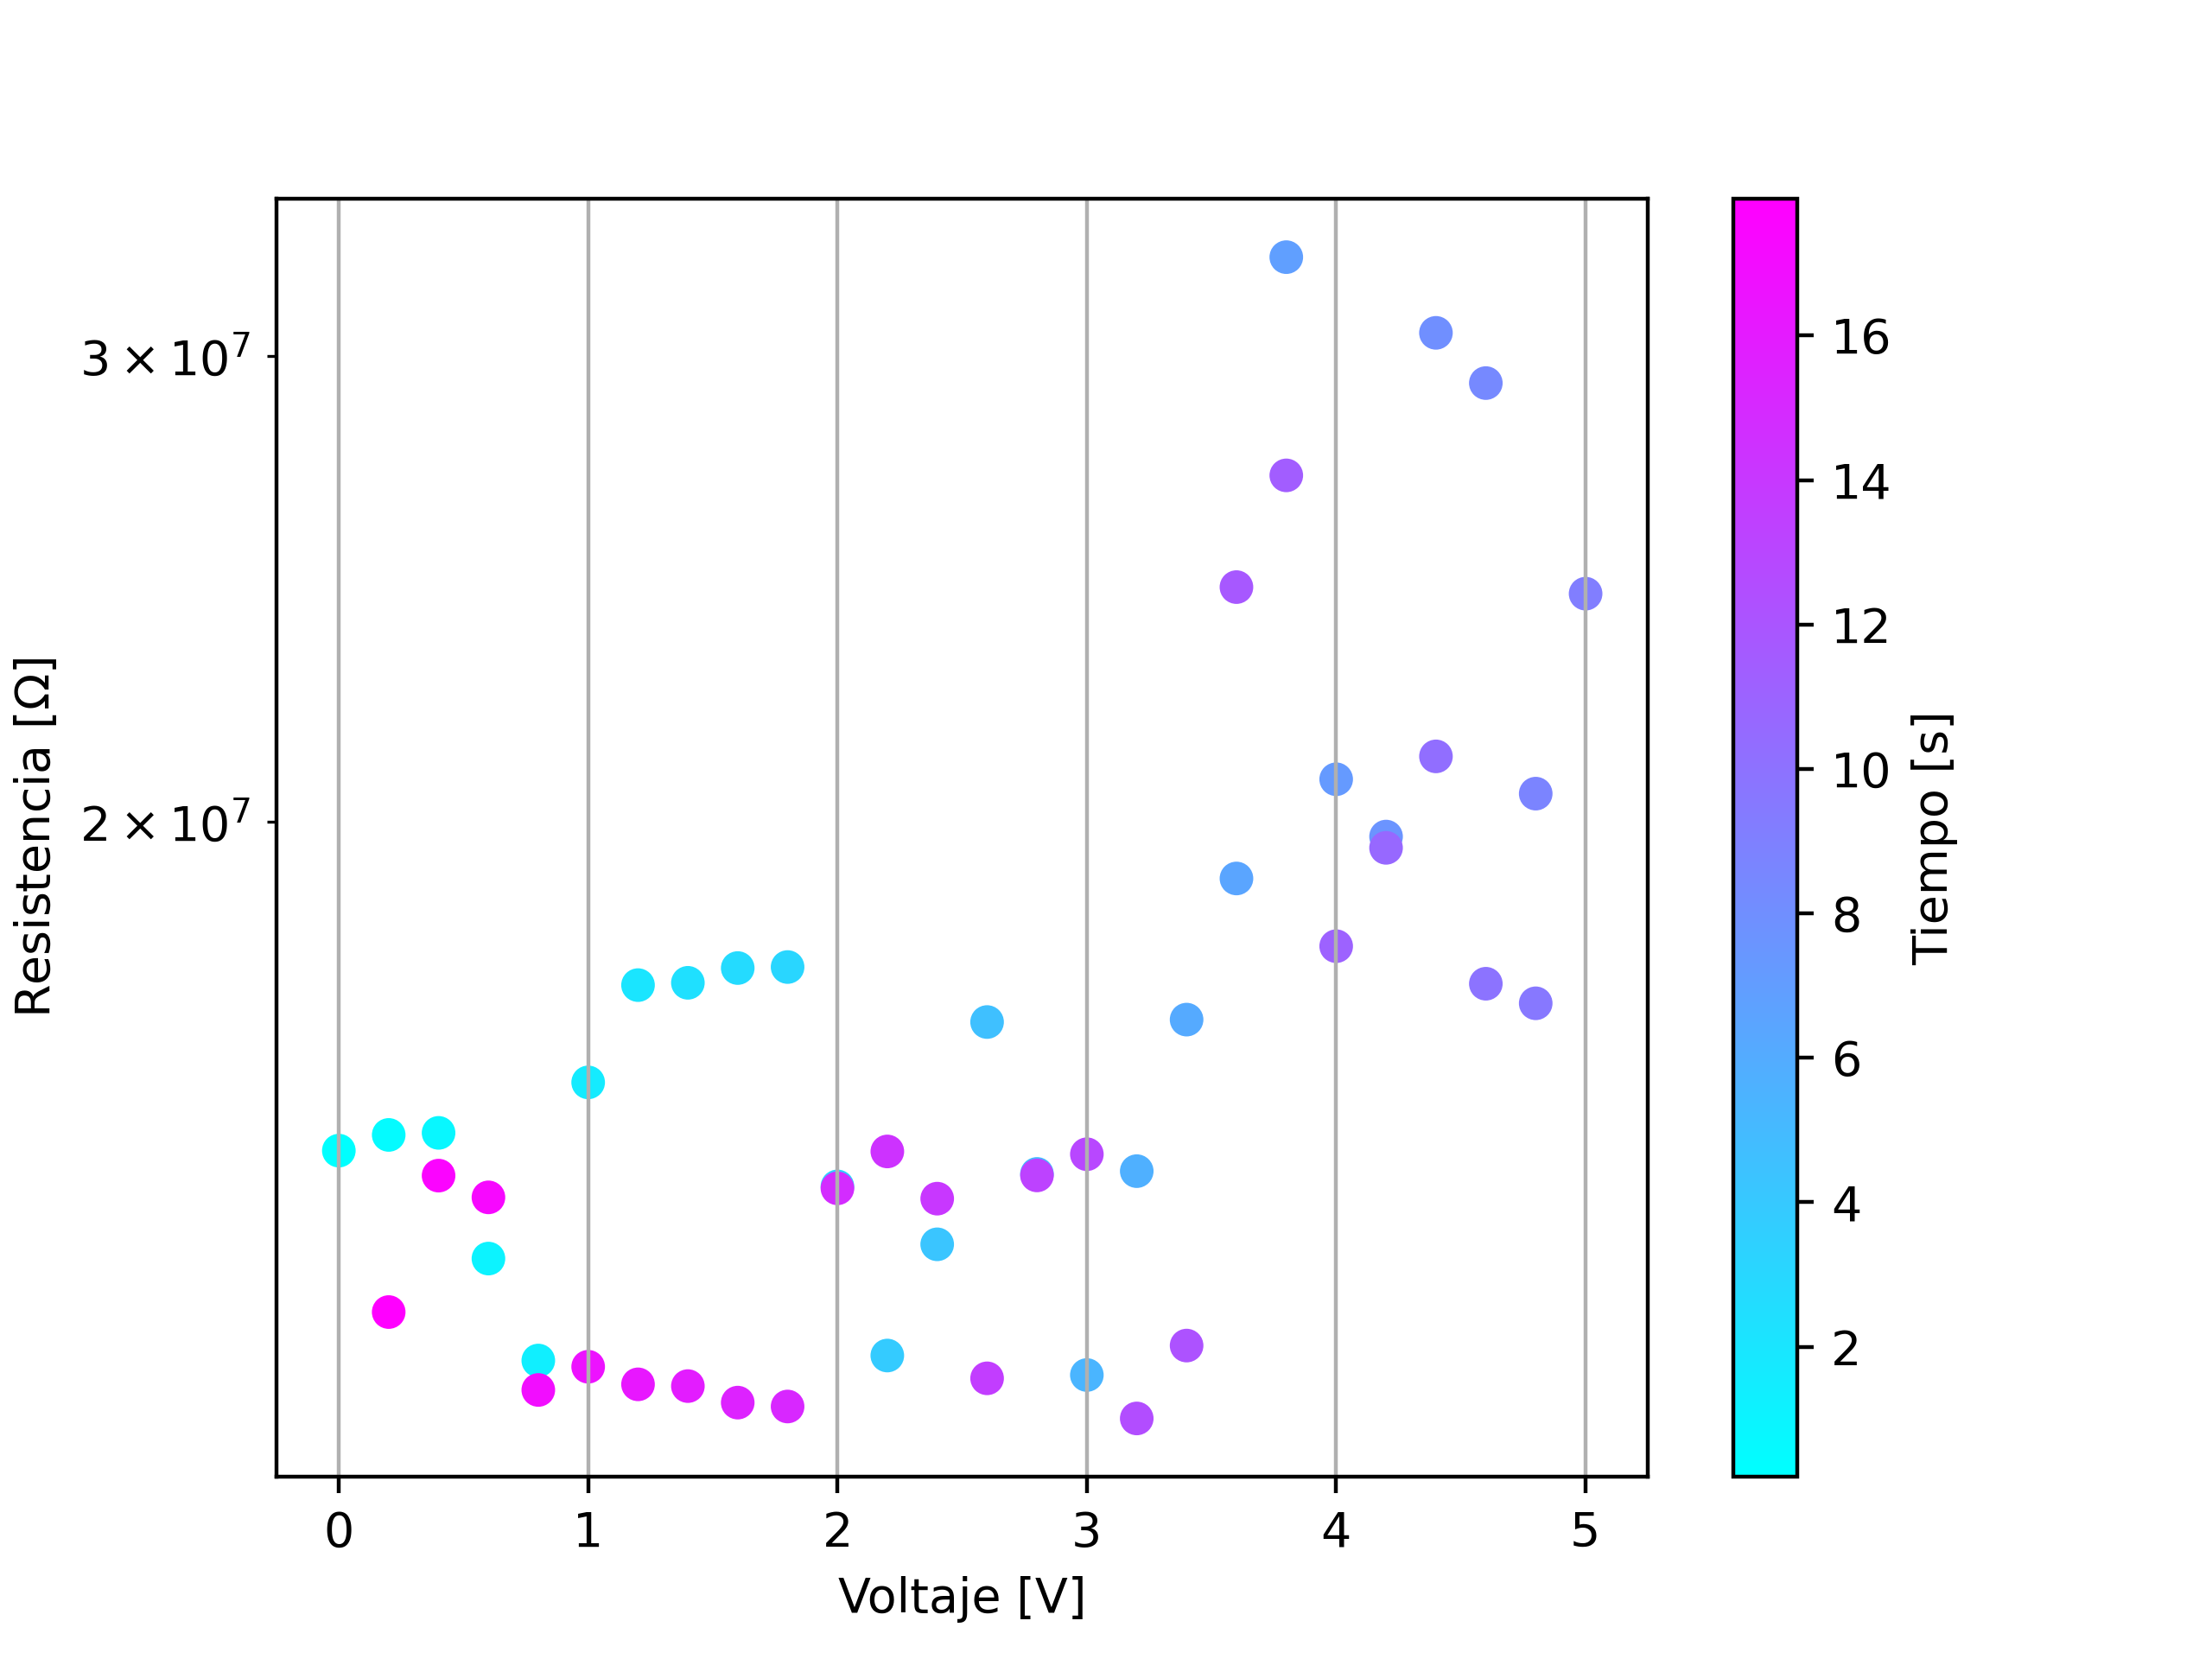 3 × 10⁷
2 × 10⁷
Resistencia [Ω]
0 1 2 3 4 5
Voltaje [V]
16
14
12
10
8
6
4
2
Tiempo [s]